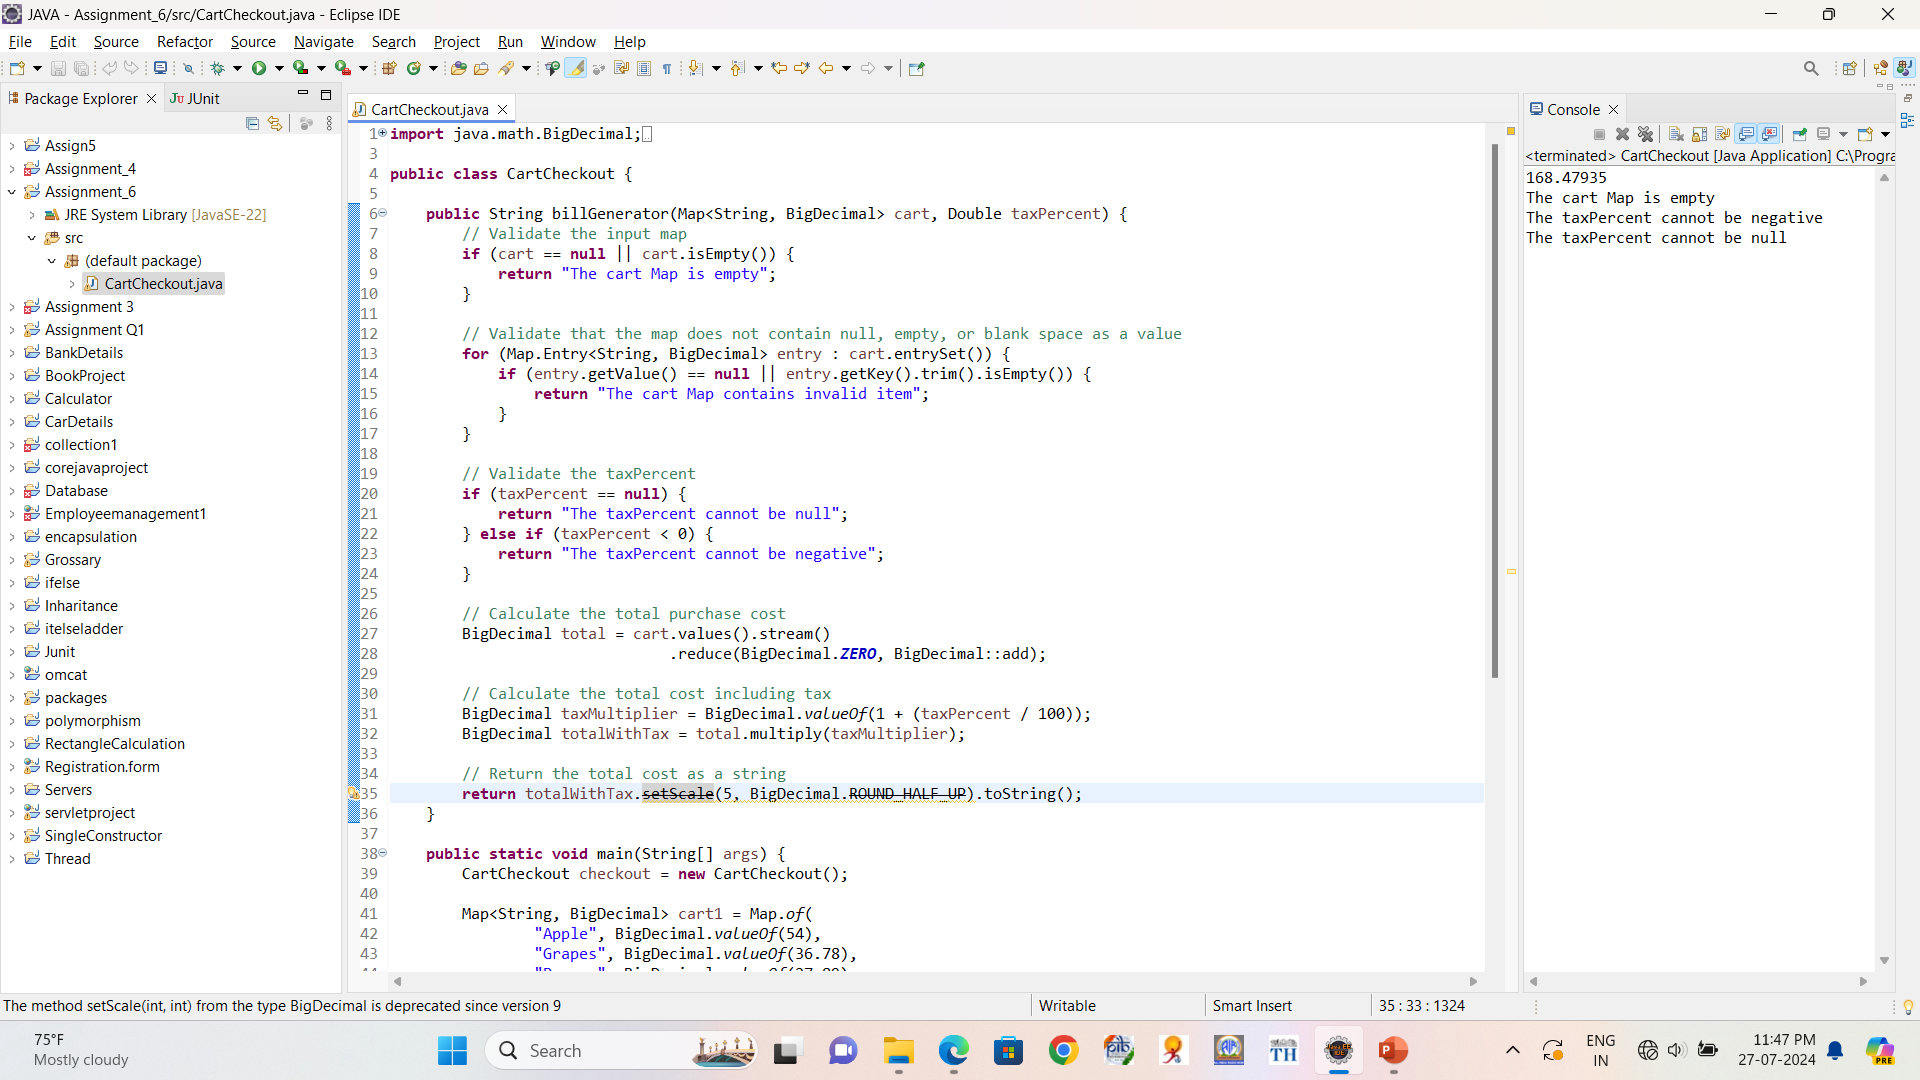 JAVA - Assignment_6/src/CartCheckout.java - Eclipse IDE
File Edit Source Refactor Source Navigate Search Project Run Window Help
Package Explorer
JUnit
Assign5
Assignment_4
Assignment_6
JRE System Library [JavaSE-22]
src
(default package)
CartCheckout.java
Assignment 3
Assignment Q1
BankDetails
BookProject
Calculator
CarDetails
collection1
corejavaproject
Database
Employeemanagement1
encapsulation
Grossary
ifelse
Inharitance
itelseladder
Junit
omcat
packages
polymorphism
RectangleCalculation
Registration.form
Servers
servletproject
SingleConstructor
Thread
CartCheckout.java
1 import java.math.BigDecimal;
3
4 public class CartCheckout {
5
6 public String billGenerator(Map<String, BigDecimal> cart, Double taxPercent) {
7 // Validate the input map
8 if (cart == null || cart.isEmpty()) {
9 return "The cart Map is empty";
10 }
11
12 // Validate that the map does not contain null, empty, or blank space as a value
13 for (Map.Entry<String, BigDecimal> entry : cart.entrySet()) {
14 if (entry.getValue() == null || entry.getKey().trim().isEmpty()) {
15 return "The cart Map contains invalid item";
16 }
17 }
18
19 // Validate the taxPercent
20 if (taxPercent == null) {
21 return "The taxPercent cannot be null";
22 } else if (taxPercent < 0) {
23 return "The taxPercent cannot be negative";
24 }
25
26 // Calculate the total purchase cost
27 BigDecimal total = cart.values().stream()
28 .reduce(BigDecimal.ZERO, BigDecimal::add);
29
30 // Calculate the total cost including tax
31 BigDecimal taxMultiplier = BigDecimal.valueOf(1 + (taxPercent / 100));
32 BigDecimal totalWithTax = total.multiply(taxMultiplier);
33
34 // Return the total cost as a string
35 return totalWithTax.setScale(5, BigDecimal.ROUND_HALF_UP).toString();
36 }
37
38 public static void main(String[] args) {
39 CartCheckout checkout = new CartCheckout();
40
41 Map<String, BigDecimal> cart1 = Map.of(
42 "Apple", BigDecimal.valueOf(54),
43 "Grapes", BigDecimal.valueOf(36.78),
Console
<terminated> CartCheckout [Java Application] C:\Progra
168.47935
The cart Map is empty
The taxPercent cannot be negative
The taxPercent cannot be null
The method setScale(int, int) from the type BigDecimal is deprecated since version 9
Writable
Smart Insert
35 : 33 : 1324
75°F
Mostly cloudy
Search
pib
TH
P
ENG
IN
11:47 PM
27-07-2024
PRE